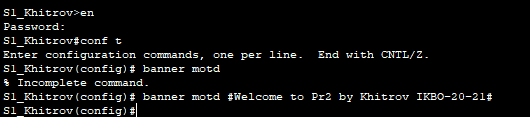 S1_Khitrov>en
Password:
S1_Khitrov#conf t
Enter configuration commands, one per line.  End with CNTL/Z.
S1_Khitrov(config)# banner motd
% Incomplete command.
S1_Khitrov(config)# banner motd #Welcome to Pr2 by Khitrov IKBO-20-21#
S1_Khitrov(config)#